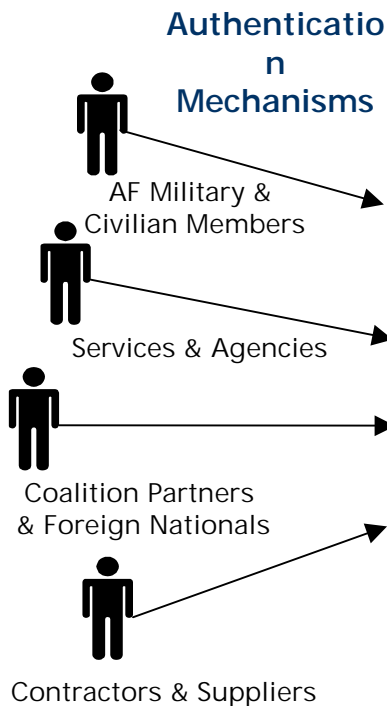 Authenticatio
n
Mechanisms
AF Military &
Civilian Members
Services & Agencies
Coalition Partners
& Foreign Nationals
Contractors & Suppliers